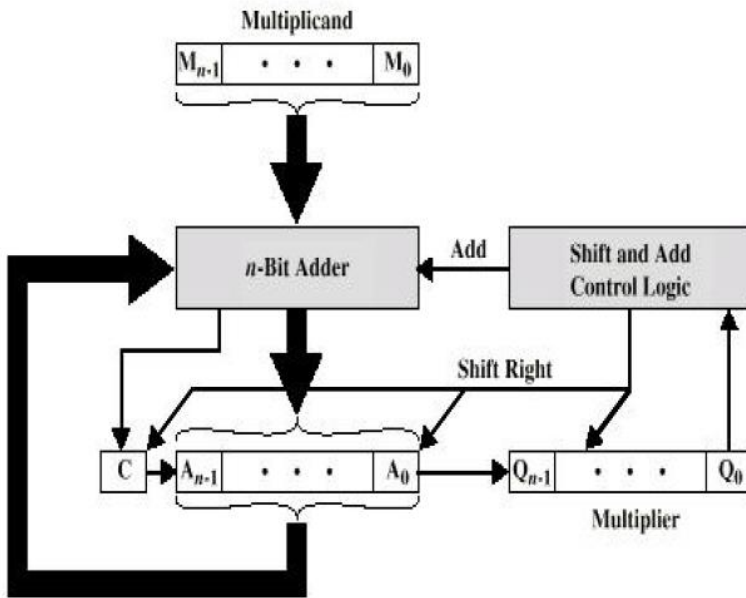 Multiplicand
Mn-1 • • • M0
n-Bit Adder
Add
Shift and Add
Control Logic
Shift Right
C
An-1 • • • A0
Qn-1 • • • Q0
Multiplier